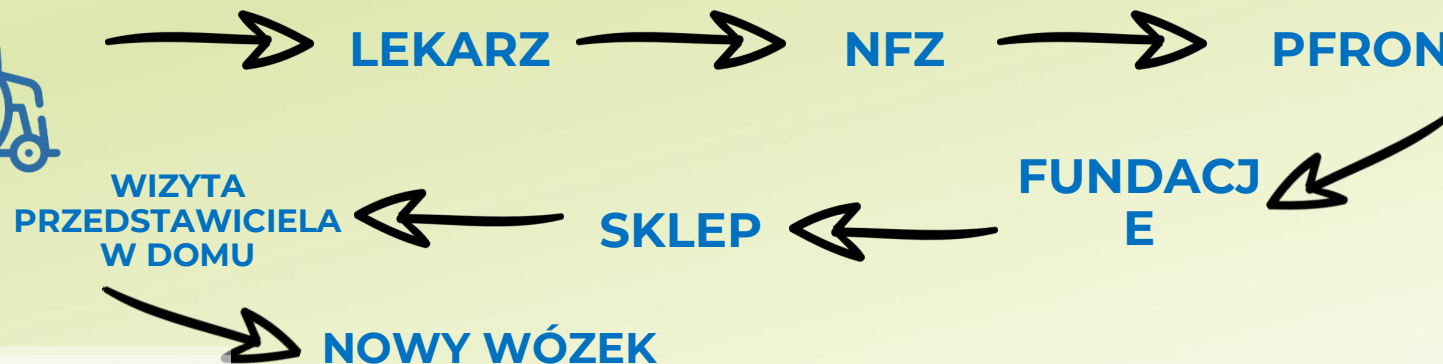 LEKARZ
NFZ
PFRON
FUNDACJ
E
SKLEP
WIZYTA
PRZEDSTAWICIELA
W DOMU
NOWY WÓZEK